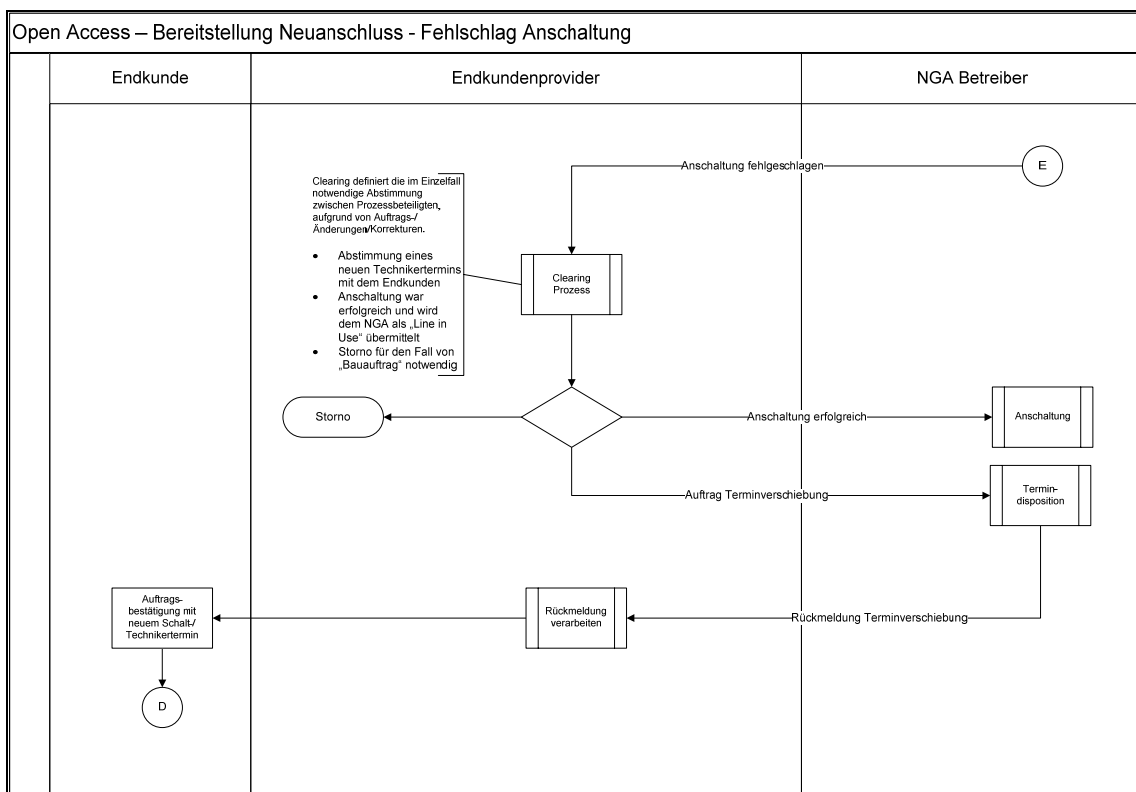 Open Access – Bereitstellung Neuanschluss - Fehlschlag Anschaltung
Endkunde
Endkundenprovider
NGA Betreiber
Anschaltung fehlgeschlagen
E
Clearing definiert die im Einzelfall
notwendige Abstimmung
zwischen Prozessbeteiligten,
aufgrund von Auftrags-/
Änderungen/Korrekturen.
• Abstimmung eines
neuen Technikertermins
mit dem Endkunden
• Anschaltung war
erfolgreich und wird
dem NGA als „Line in
Use“ übermittelt
• Storno für den Fall von
„Bauauftrag“ notwendig
Clearing
Prozess
Storno
Anschaltung erfolgreich
Anschaltung
Auftrag Terminverschiebung
Termin-
disposition
Auftrags-
bestätigung mit
neuem Schalt-/
Technikertermin
Rückmeldung
verarbeiten
Rückmeldung Terminverschiebung
D